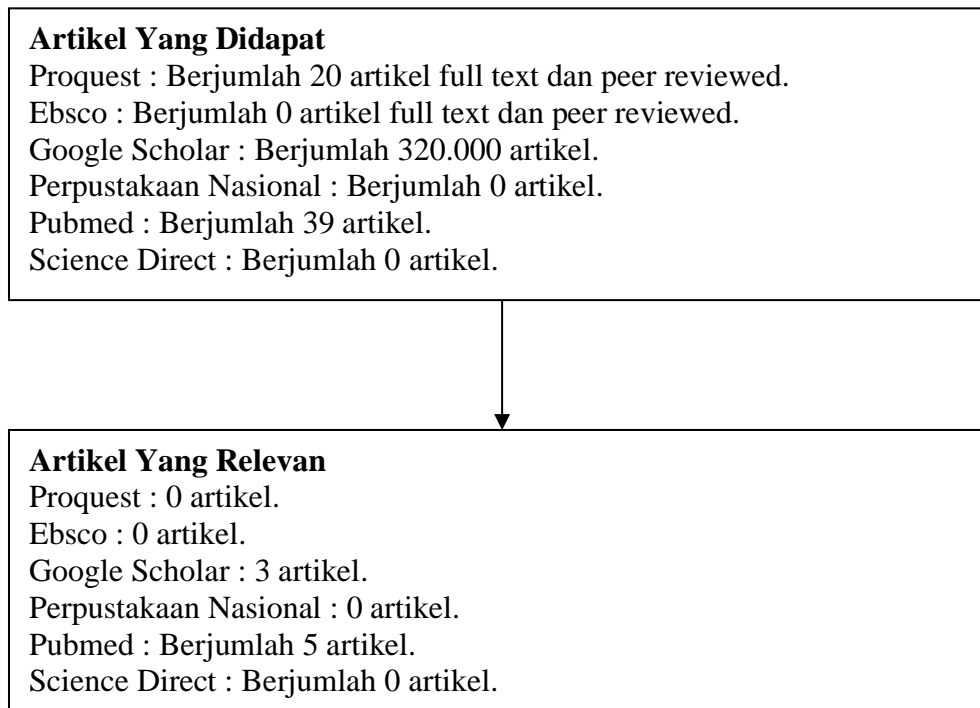 Artikel Yang Didapat
Proquest : Berjumlah 20 artikel full text dan peer reviewed.
Ebsco : Berjumlah 0 artikel full text dan peer reviewed.
Google Scholar : Berjumlah 320.000 artikel.
Perpustakaan Nasional : Berjumlah 0 artikel.
Pubmed : Berjumlah 39 artikel.
Science Direct : Berjumlah 0 artikel.
Artikel Yang Relevan
Proquest : 0 artikel.
Ebsco : 0 artikel.
Google Scholar : 3 artikel.
Perpustakaan Nasional : 0 artikel.
Pubmed : Berjumlah 5 artikel.
Science Direct : Berjumlah 0 artikel.